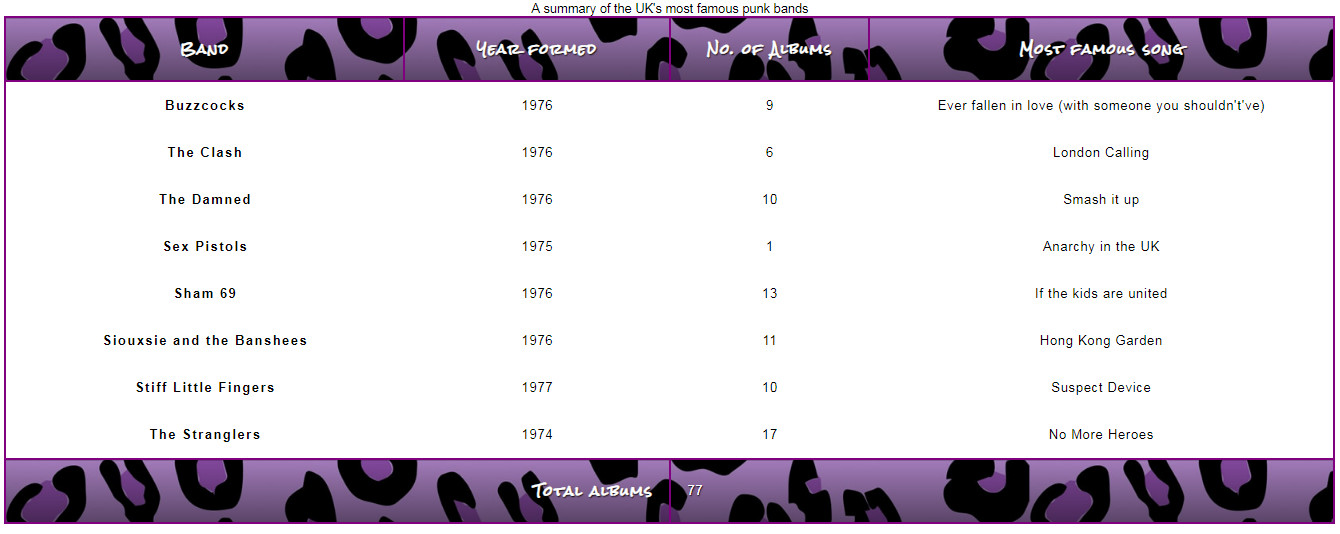 A summary of the UK's most famous punk bands
Band Year formed No. of Albums Most famous song
Buzzcocks 1976 9 Ever fallen in love (with someone you shouldn't've)
The Clash 1976 6 London Calling
The Damned 1976 10 Smash it up
Sex Pistols 1975 1 Anarchy in the UK
Sham 69 1976 13 If the kids are united
Siouxsie and the Banshees 1976 11 Hong Kong Garden
Stiff Little Fingers 1977 10 Suspect Device
The Stranglers 1974 17 No More Heroes
Total albums 77